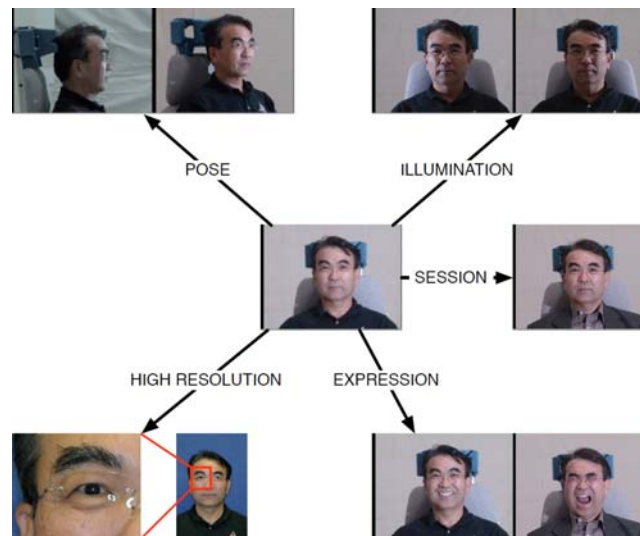 POSE
ILLUMINATION
SESSION
HIGH RESOLUTION
EXPRESSION